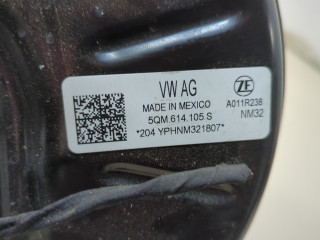 VW AG
MADE IN MEXICO
5QM.614.105.S
*204 YPHNM321807*
ZF
A011R238
NM32